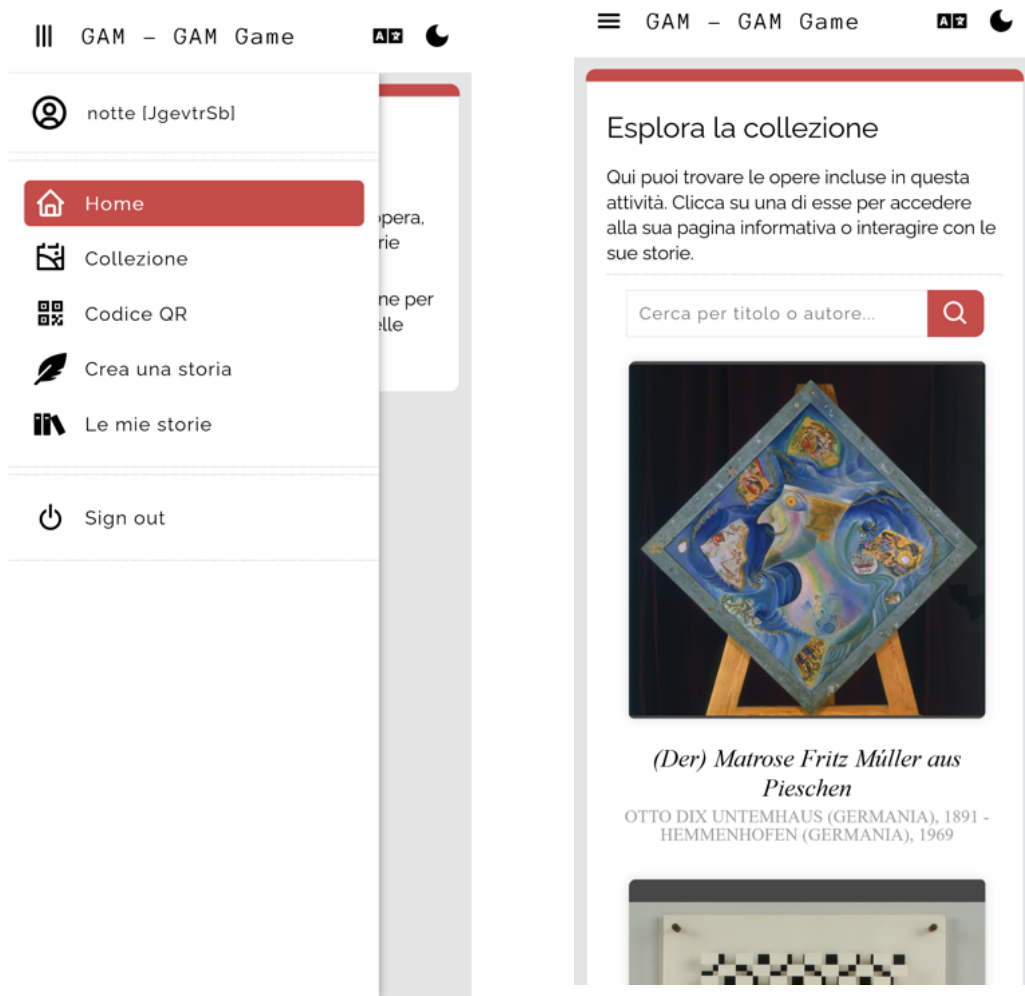 GAM – GAM Game
notte [JgevtrSb]
Home
Collezione
Codice QR
Crea una storia
Le mie storie
Sign out
GAM – GAM Game
Esplora la collezione
Qui puoi trovare le opere incluse in questa
attività. Clicca su una di esse per accedere
alla sua pagina informativa o interagire con le
sue storie.
Cerca per titolo o autore...
(Der) Matrose Fritz Múller aus
Pieschen
OTTO DIX UNTEMHAUS (GERMANIA), 1891 -
HEMMENHOFEN (GERMANIA), 1969